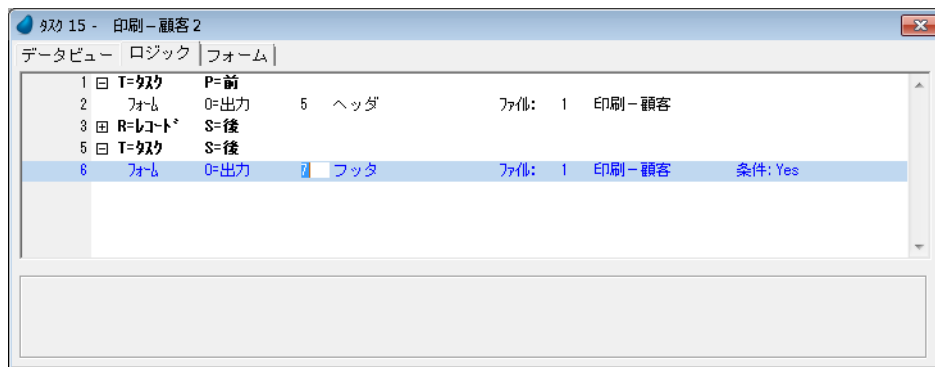 ﾀｽｸ 15 - 印刷－顧客２
データビュー ロジック フォーム
1 T=ﾀｽｸ P=前
2 ﾌｫｰﾑ O=出力 5 ヘッダ ﾌｧｲﾙ: 1 印刷－顧客
3 R=ﾚｺｰﾄﾞ S=後
5 T=ﾀｽｸ S=後
6 ﾌｫｰﾑ O=出力 7 フッタ ﾌｧｲﾙ: 1 印刷－顧客 条件: Yes